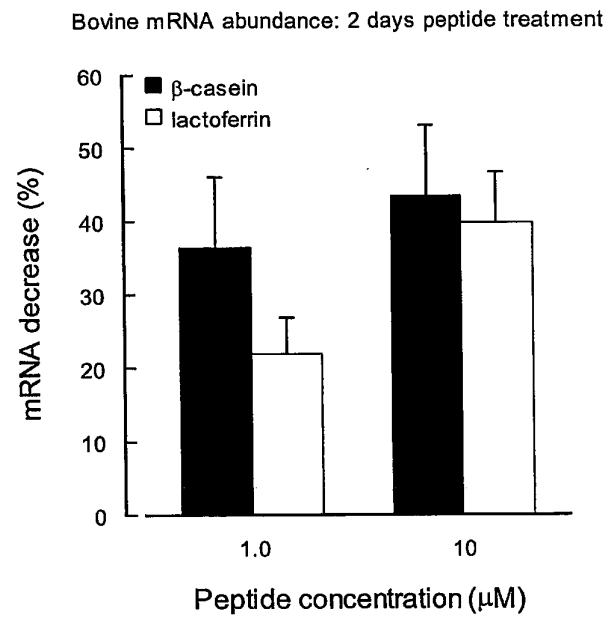 Bovine mRNA abundance: 2 days peptide treatment
β-casein
lactoferrin
60
50
40
30
20
10
0
mRNA decrease (%)
1.0 10
Peptide concentration (μM)